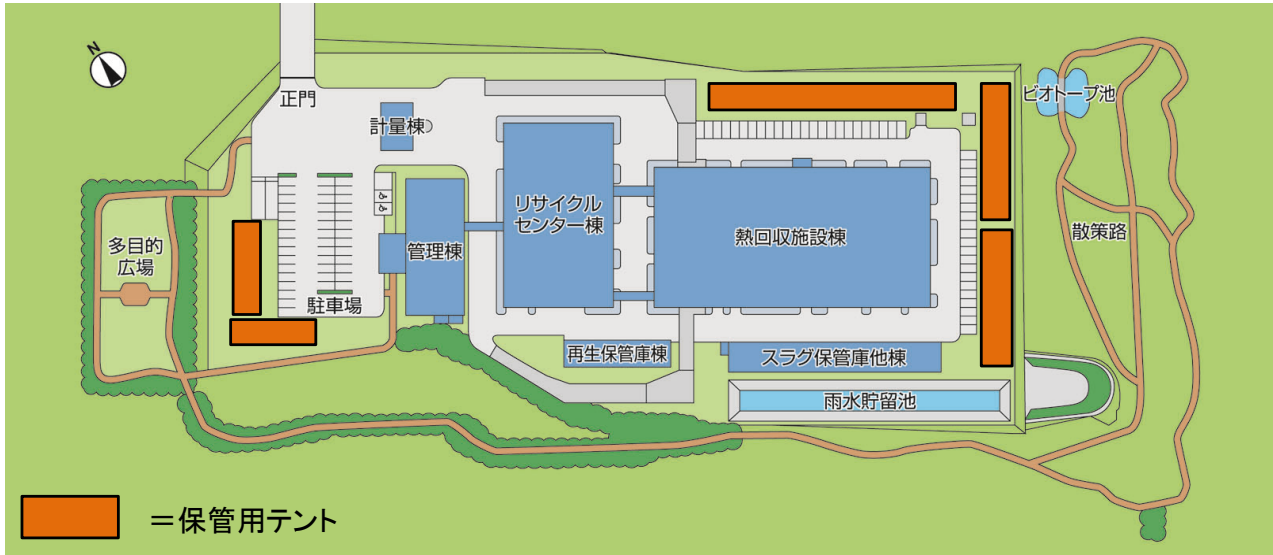 N
正門
計量棟
ビオトープ池
リサイクル
センター棟
多目的
広場
管理棟
熱回収施設棟
散策路
駐車場
再生保管庫棟
スラグ保管庫他棟
雨水貯留池
＝保管用テント